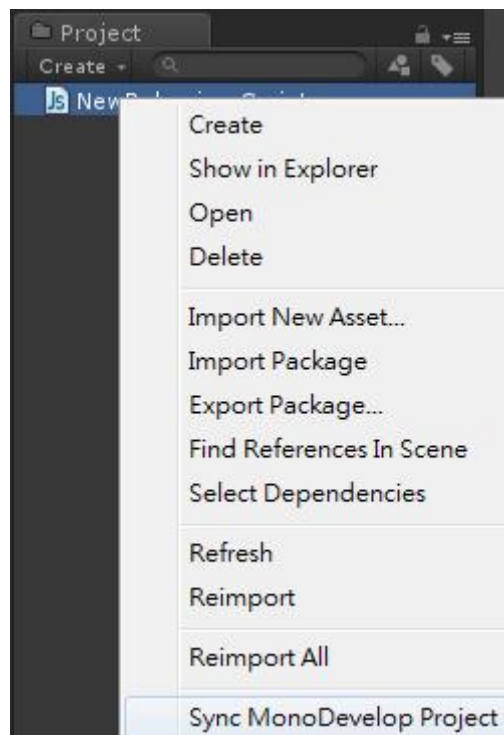 Project
Create
Js New
Create
Show in Explorer
Open
Delete
Import New Asset...
Import Package
Export Package...
Find References In Scene
Select Dependencies
Refresh
Reimport
Reimport All
Sync MonoDevelop Project